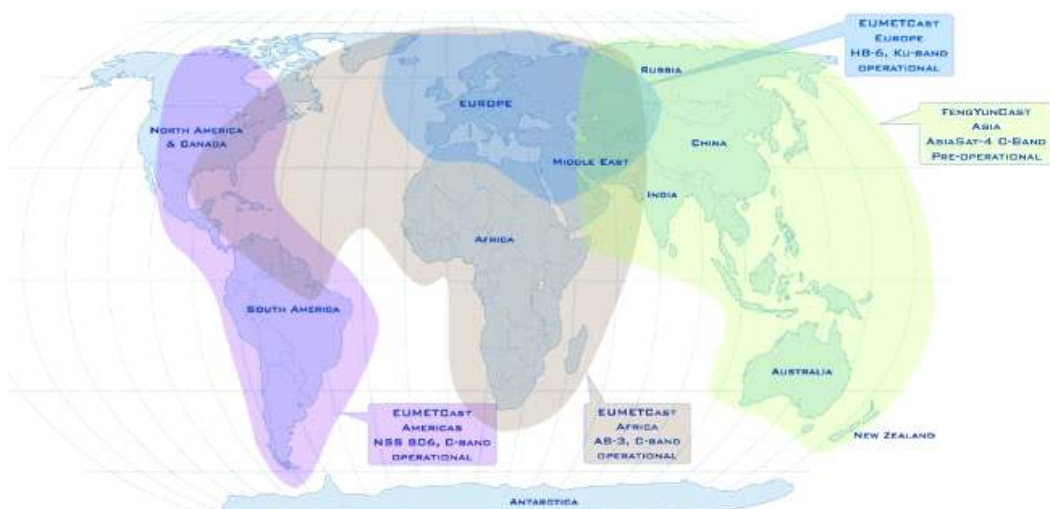 EUMETCast
Europe
HB-6, Ku-band
operational
Russia
Europe
North America
& Canada
FengYunCast
Asia
AsiaSat-4 C-Band
Pre-operational
China
Middle East
India
Africa
South America
Australia
EUMETCast
Americas
NSS 806, C-band
operational
EUMETCast
Africa
AB-3, C-band
operational
New Zealand
Antarctica